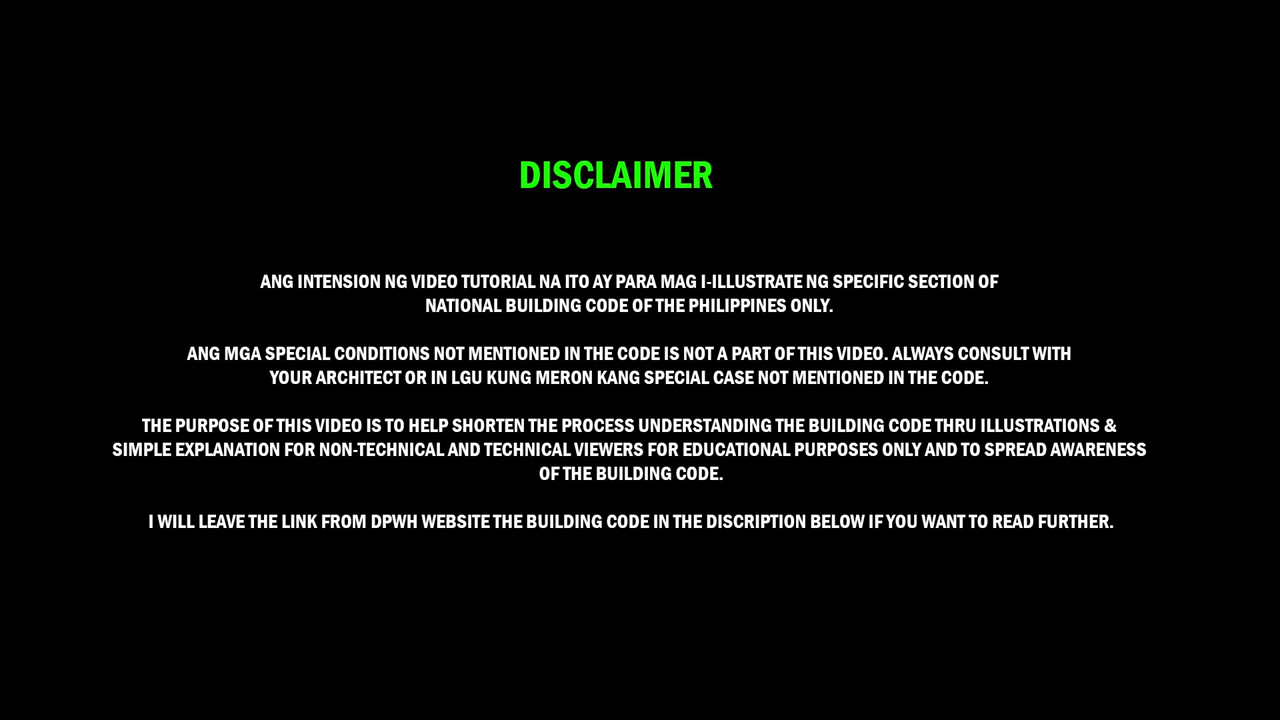 DISCLAIMER
ANG INTENSION NG VIDEO TUTORIAL NA ITO AY PARA MAG I-ILLUSTRATE NG SPECIFIC SECTION OF
NATIONAL BUILDING CODE OF THE PHILIPPINES ONLY.
ANG MGA SPECIAL CONDITIONS NOT MENTIONED IN THE CODE IS NOT A PART OF THIS VIDEO. ALWAYS CONSULT WITH
YOUR ARCHITECT OR IN LGU KUNG MERON KANG SPECIAL CASE NOT MENTIONED IN THE CODE.
THE PURPOSE OF THIS VIDEO IS TO HELP SHORTEN THE PROCESS UNDERSTANDING THE BUILDING CODE THRU ILLUSTRATIONS &
SIMPLE EXPLANATION FOR NON-TECHNICAL AND TECHNICAL VIEWERS FOR EDUCATIONAL PURPOSES ONLY AND TO SPREAD AWARENESS
OF THE BUILDING CODE.
I WILL LEAVE THE LINK FROM DPWH WEBSITE THE BUILDING CODE IN THE DISCRIPTION BELOW IF YOU WANT TO READ FURTHER.